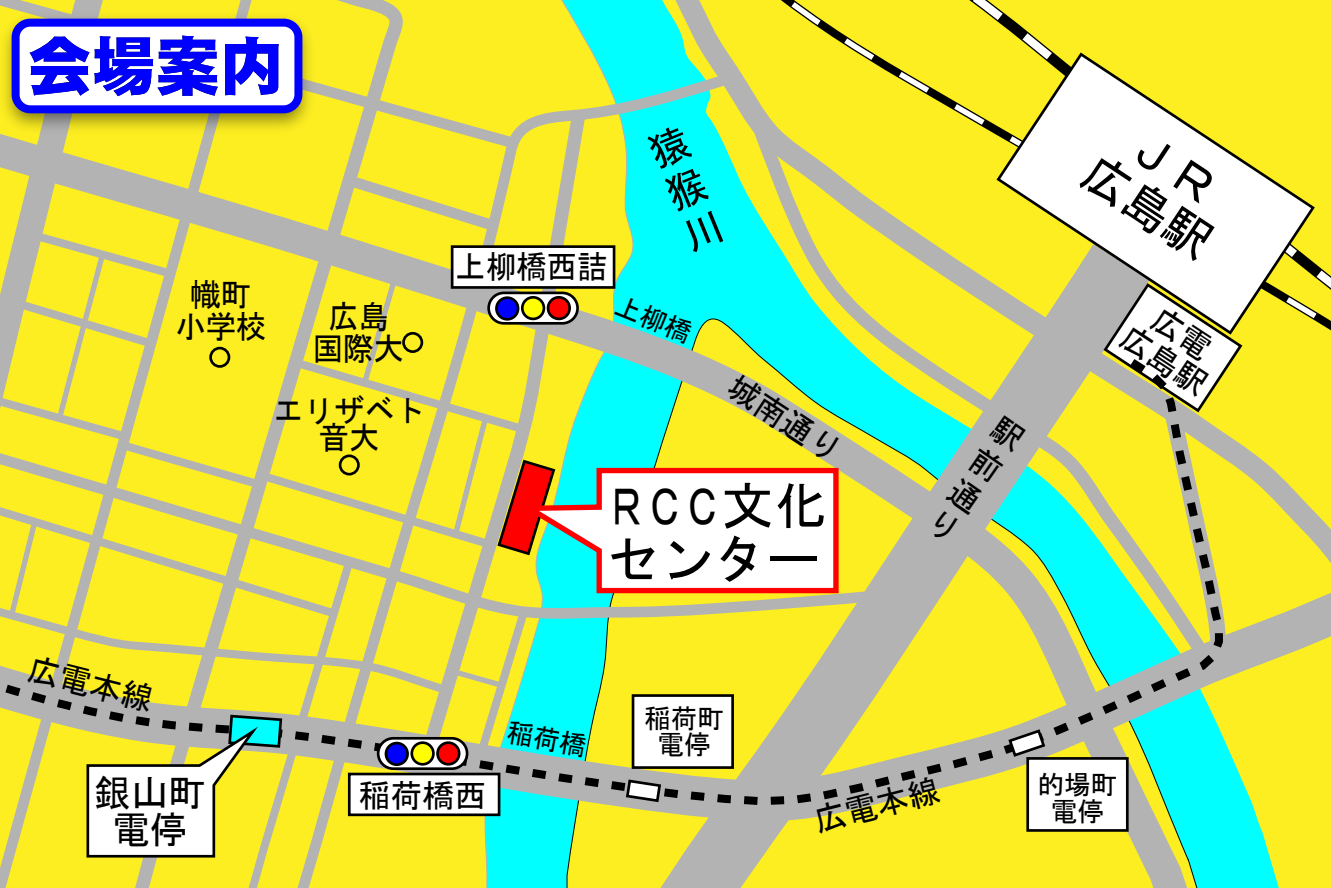 会場案内
猿猴川
JR
広島駅
上柳橋西詰
幟町
小学校
広島
国際大
上柳橋
広電
広島駅
エリザベト
音大
城南通り
駅前通り
RCC文化
センター
広電本線
稲荷橋
稲荷町
電停
銀山町
電停
稲荷橋西
広電本線
的場町
電停